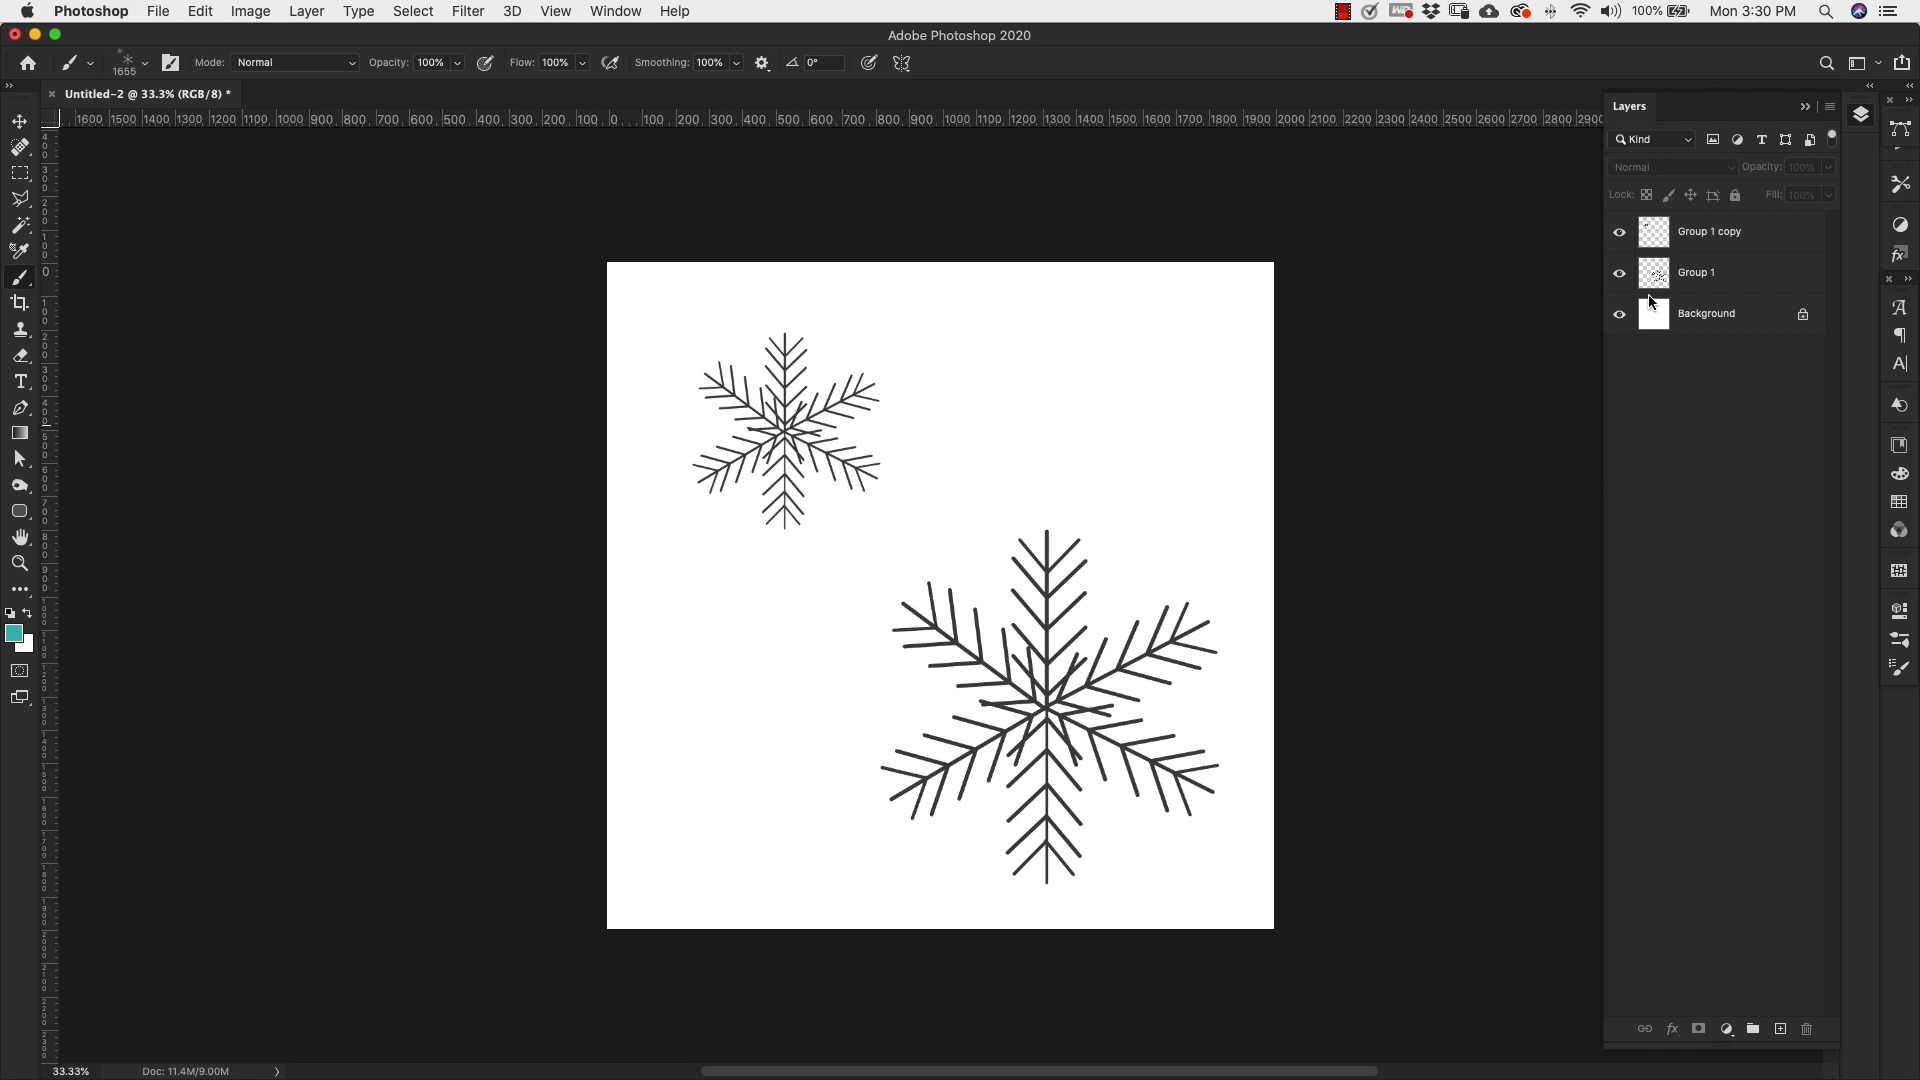 Photoshop File Edit Image Layer Type Select Filter 3D View Window Help 100% Mon 3:30 PM
Adobe Photoshop 2020
1655 Mode: Normal Opacity: 100% Flow: 100% Smoothing: 100% 0°
Untitled-2 @ 33.3% (RGB/8) *
1600 1500 1400 1300 1200 1100 1000 900 800 700 600 500 400 300 200 100 0 100 200 300 400 500 600 700 800 900 1000 1100 1200 1300 1400 1500 1600 1700 1800 1900 2000 2100 2200 2300 2400 2500 2600 2700 2800 2900
Layers
Kind
Normal Opacity: 100%
Lock: Fill: 100%
Group 1 copy
Group 1
Background
33.33% Doc: 11.4M/9.00M